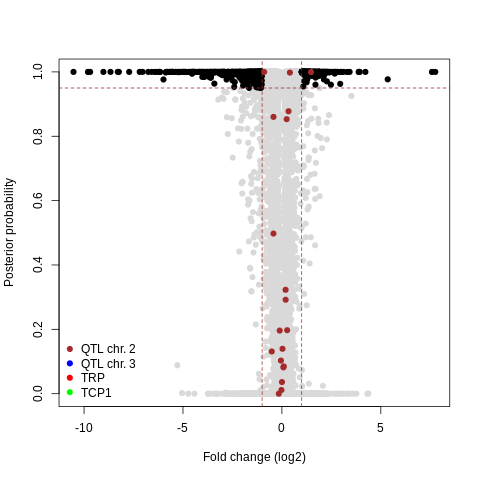 1.0
0.8
0.6
0.4
0.2
0.0
Posterior probability
QTL chr. 2
QTL chr. 3
TRP
TCP1
-10
-5
0
5
Fold change (log2)